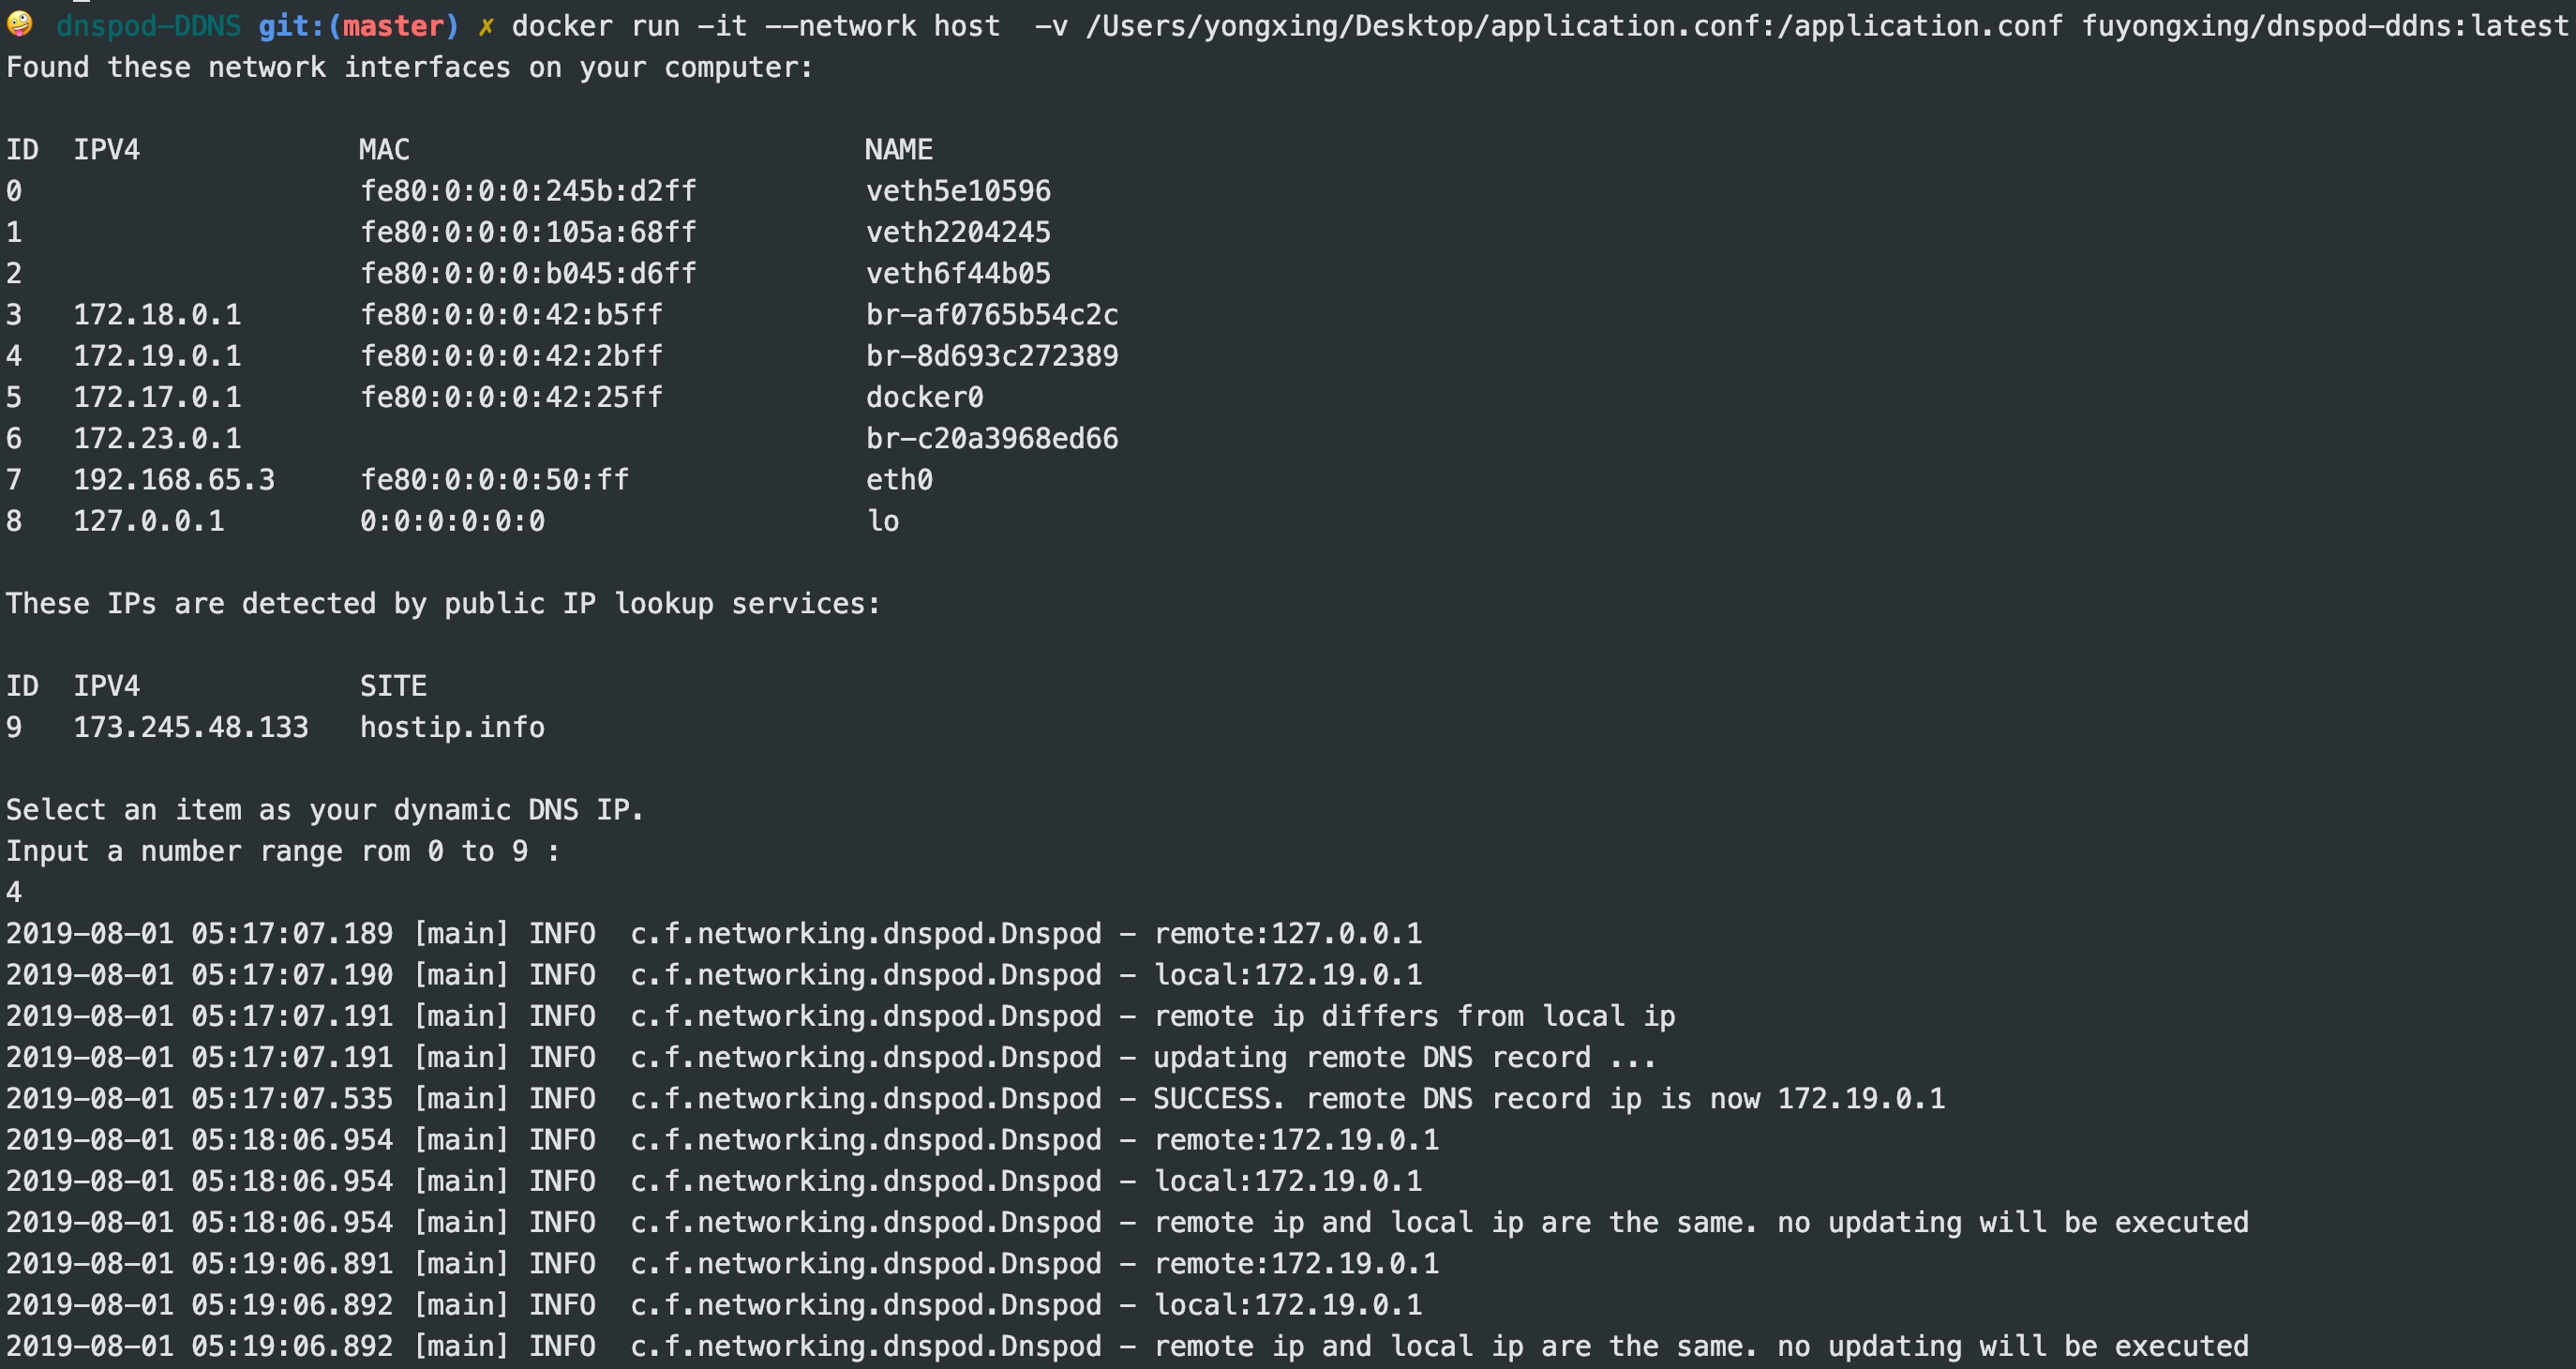 🤪 dnspod-DDNS git:(master) ✗ docker run -it --network host  -v /Users/yongxing/Desktop/application.conf:/application.conf fuyongxing/dnspod-ddns:latest
Found these network interfaces on your computer:
ID  IPV4             MAC                           NAME
0                    fe80:0:0:0:245b:d2ff          veth5e10596
1                    fe80:0:0:0:105a:68ff          veth2204245
2                    fe80:0:0:0:b045:d6ff          veth6f44b05
3   172.18.0.1       fe80:0:0:0:42:b5ff            br-af0765b54c2c
4   172.19.0.1       fe80:0:0:0:42:2bff            br-8d693c272389
5   172.17.0.1       fe80:0:0:0:42:25ff            docker0
6   172.23.0.1                                     br-c20a3968ed66
7   192.168.65.3     fe80:0:0:0:50:ff              eth0
8   127.0.0.1        0:0:0:0:0:0                   lo
These IPs are detected by public IP lookup services:
ID  IPV4             SITE
9   173.245.48.133   hostip.info
Select an item as your dynamic DNS IP.
Input a number range rom 0 to 9 :
4
2019-08-01 05:17:07.189 [main] INFO  c.f.networking.dnspod.Dnspod - remote:127.0.0.1
2019-08-01 05:17:07.190 [main] INFO  c.f.networking.dnspod.Dnspod - local:172.19.0.1
2019-08-01 05:17:07.191 [main] INFO  c.f.networking.dnspod.Dnspod - remote ip differs from local ip
2019-08-01 05:17:07.191 [main] INFO  c.f.networking.dnspod.Dnspod - updating remote DNS record ...
2019-08-01 05:17:07.535 [main] INFO  c.f.networking.dnspod.Dnspod - SUCCESS. remote DNS record ip is now 172.19.0.1
2019-08-01 05:18:06.954 [main] INFO  c.f.networking.dnspod.Dnspod - remote:172.19.0.1
2019-08-01 05:18:06.954 [main] INFO  c.f.networking.dnspod.Dnspod - local:172.19.0.1
2019-08-01 05:18:06.954 [main] INFO  c.f.networking.dnspod.Dnspod - remote ip and local ip are the same. no updating will be executed
2019-08-01 05:19:06.891 [main] INFO  c.f.networking.dnspod.Dnspod - remote:172.19.0.1
2019-08-01 05:19:06.892 [main] INFO  c.f.networking.dnspod.Dnspod - local:172.19.0.1
2019-08-01 05:19:06.892 [main] INFO  c.f.networking.dnspod.Dnspod - remote ip and local ip are the same. no updating will be executed